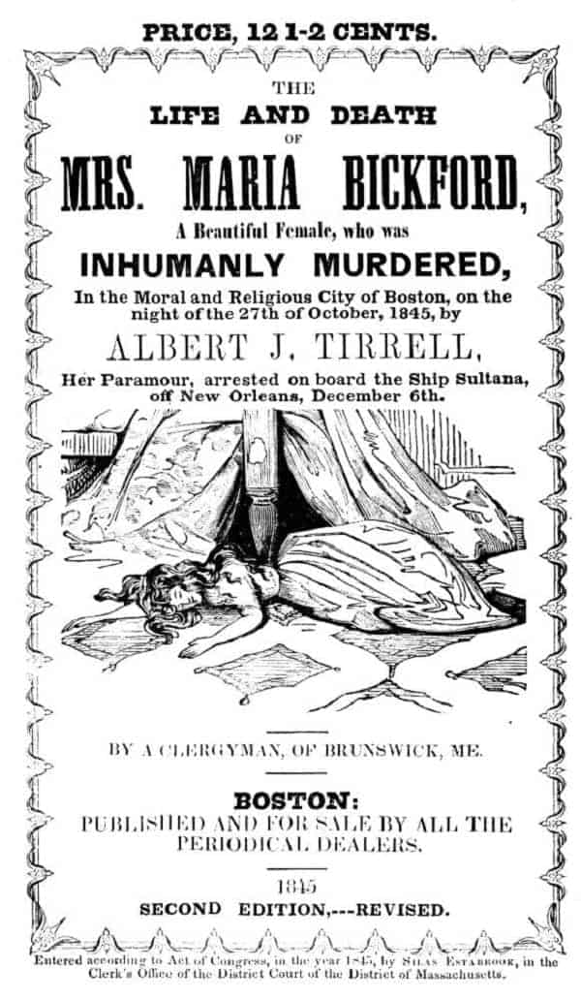 PRICE, 12 1-2 CENTS.
THE
LIFE AND DEATH
OF
MRS. MARIA BICKFORD,
A Beautiful Female, who was
INHUMANLY MURDERED,
In the Moral and Religious City of Boston, on the
night of the 27th of October, 1845, by
ALBERT J. TIRRELL,
Her Paramour, arrested on board the Ship Sultana,
off New Orleans, December 6th.
BY A CLERGYMAN, OF BRUNSWICK, ME.
BOSTON:
PUBLISHED AND FOR SALE BY ALL THE
PERIODICAL DEALERS.
1845
SECOND EDITION,---REVISED.
Entered according to Act of Congress, in the year 1845, by SILAS ESTABROOK, in the
Clerk's Office of the District Court of the District of Massachusetts.